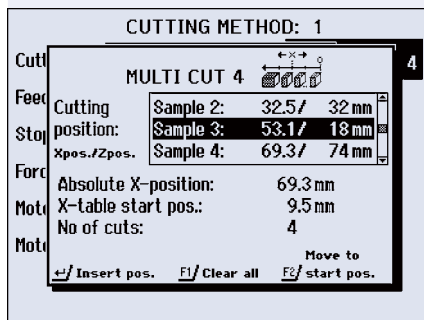 CUTTING METHOD: 1
4
MULTI CUT 4
Cutting position:
Xpos./Zpos.
Sample 2: 32.5/ 32 mm
Sample 3: 53.1/ 18 mm
Sample 4: 69.3/ 74 mm
Absolute X-position: 69.3 mm
X-table start pos.: 9.5 mm
No of cuts: 4
Move to
↵/ Insert pos. F1/ Clear all F2/ start pos.
Cutt
Feed
Stop
Forc
Moto
Moto